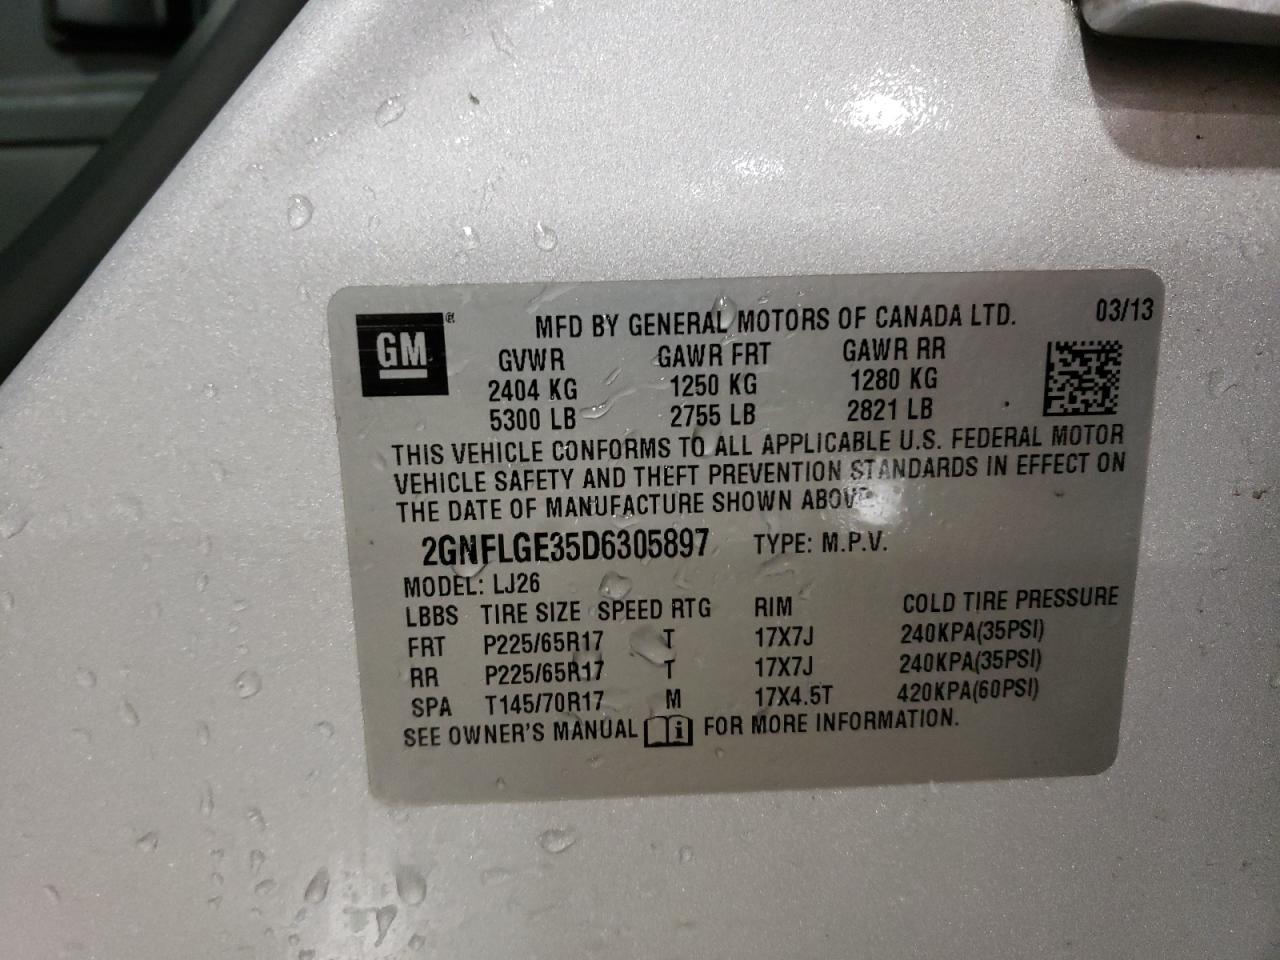 GM®
MFD BY GENERAL MOTORS OF CANADA LTD. 03/13
GVWR GAWR FRT GAWR RR
2404 KG 1250 KG 1280 KG
5300 LB 2755 LB 2821 LB
THIS VEHICLE CONFORMS TO ALL APPLICABLE U.S. FEDERAL MOTOR
VEHICLE SAFETY AND THEFT PREVENTION STANDARDS IN EFFECT ON
THE DATE OF MANUFACTURE SHOWN ABOVE.
2GNFLGE35D6305897 TYPE: M.P.V.
MODEL: LJ26
LBBS TIRE SIZE SPEED RTG RIM COLD TIRE PRESSURE
FRT P225/65R17 T 17X7J 240KPA(35PSI)
RR P225/65R17 T 17X7J 240KPA(35PSI)
SPA T145/70R17 M 17X4.5T 420KPA(60PSI)
SEE OWNER'S MANUAL i FOR MORE INFORMATION.